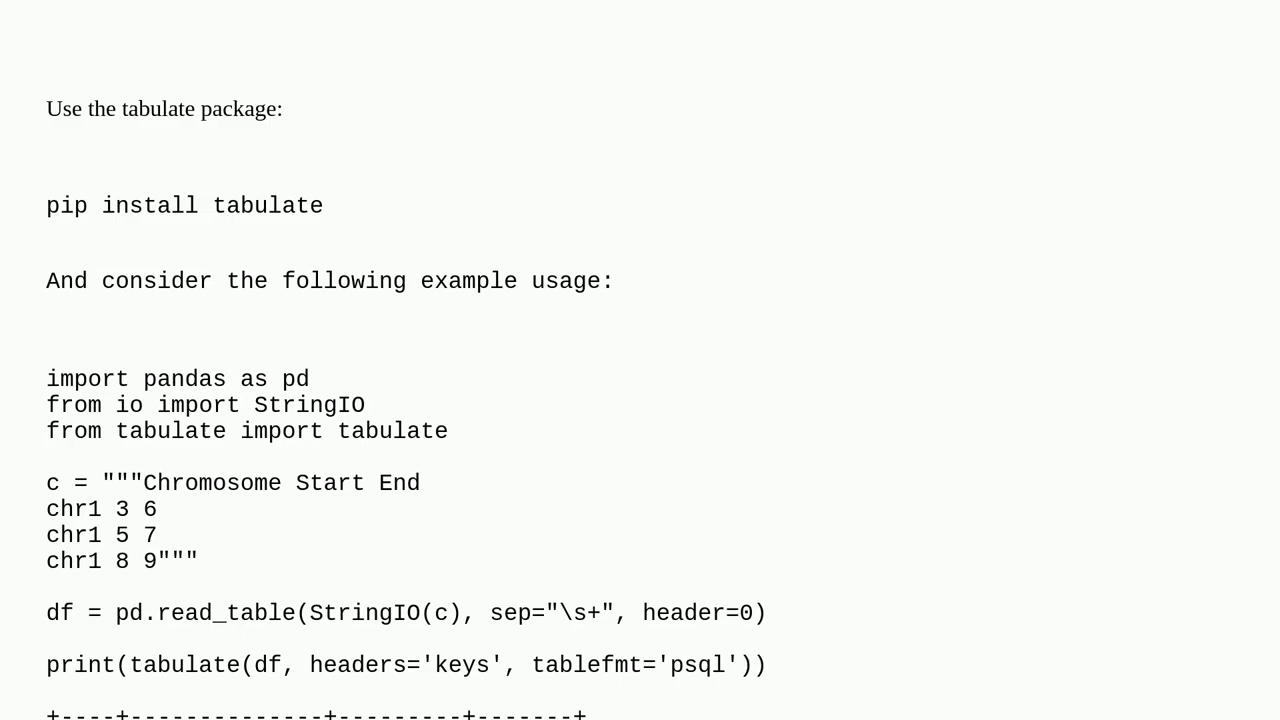 Use the tabulate package:
pip install tabulate
And consider the following example usage:
import pandas as pd
from io import StringIO
from tabulate import tabulate
c = """Chromosome Start End
chr1 3 6
chr1 5 7
chr1 8 9"""
df = pd.read_table(StringIO(c), sep="\s+", header=0)
print(tabulate(df, headers='keys', tablefmt='psql'))
+----+--------------+---------+-------+